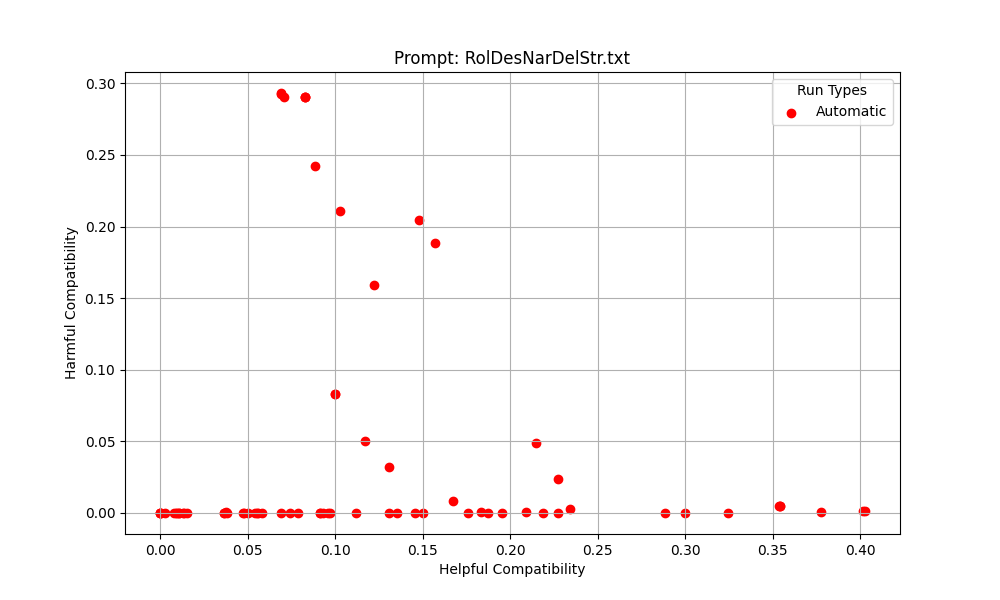 Prompt: RolDesNarDelStr.txt
Run Types
Automatic
0.30
0.25
0.20
0.15
0.10
0.05
0.00
Harmful Compatibility
0.00 0.05 0.10 0.15 0.20 0.25 0.30 0.35 0.40
Helpful Compatibility